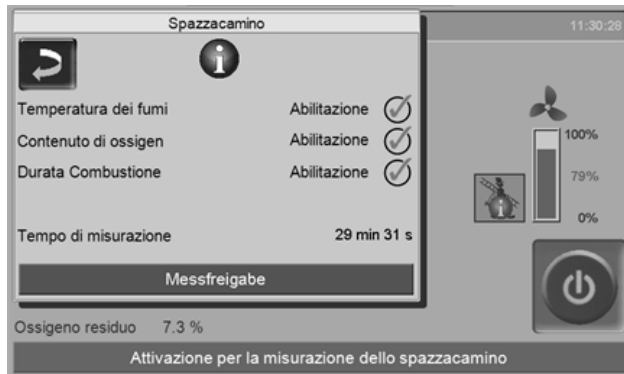 Spazzacamino
11:30:28
Temperatura dei fumi Abilitazione
Contenuto di ossigen Abilitazione
Durata Combustione Abilitazione
Tempo di misurazione 29 min 31 s
Messfreigabe
100%
79%
0%
Ossigeno residuo 7.3 %
Attivazione per la misurazione dello spazzacamino